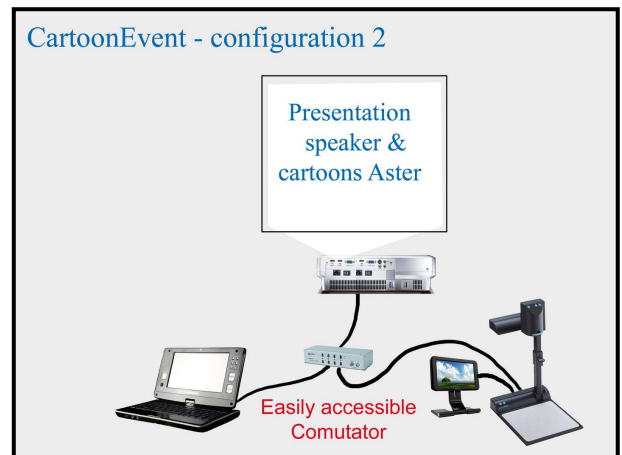 CartoonEvent - configuration 2
Presentation
speaker &
cartoons Aster
Easily accessible
Comutator